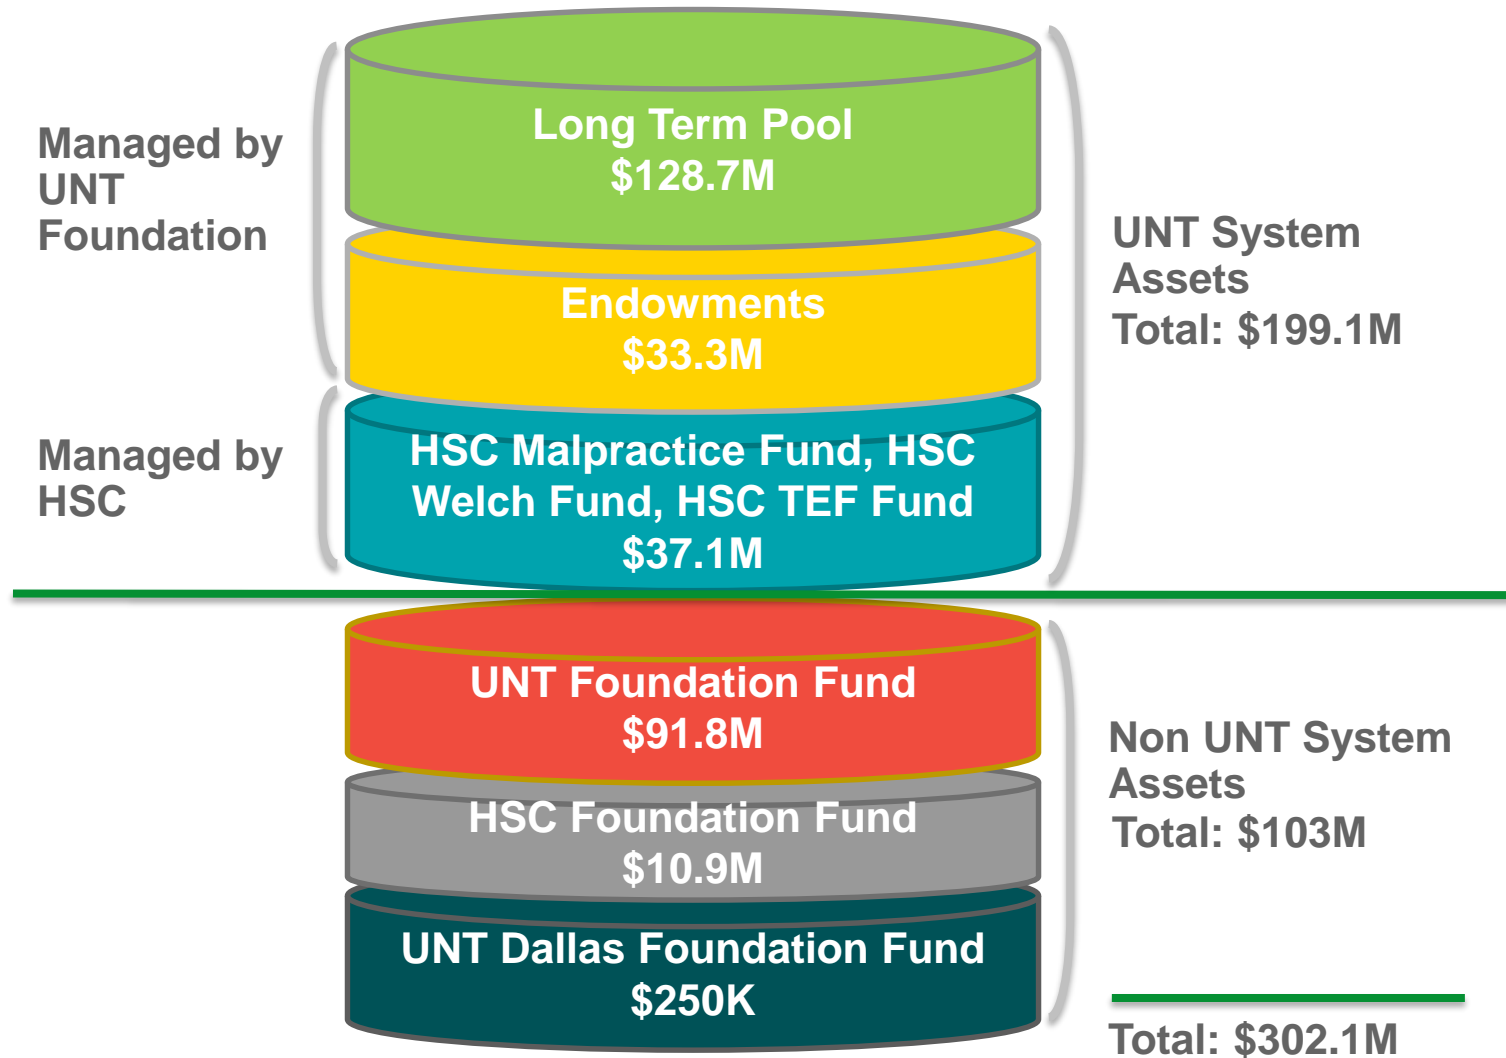 Managed by
UNT
Foundation
Long Term Pool
$128.7M
Endowments
$33.3M
UNT System
Assets
Total: $199.1M
Managed by
HSC
HSC Malpractice Fund, HSC
Welch Fund, HSC TEF Fund
$37.1M
UNT Foundation Fund
$91.8M
HSC Foundation Fund
$10.9M
UNT Dallas Foundation Fund
$250K
Non UNT System
Assets
Total: $103M
Total: $302.1M